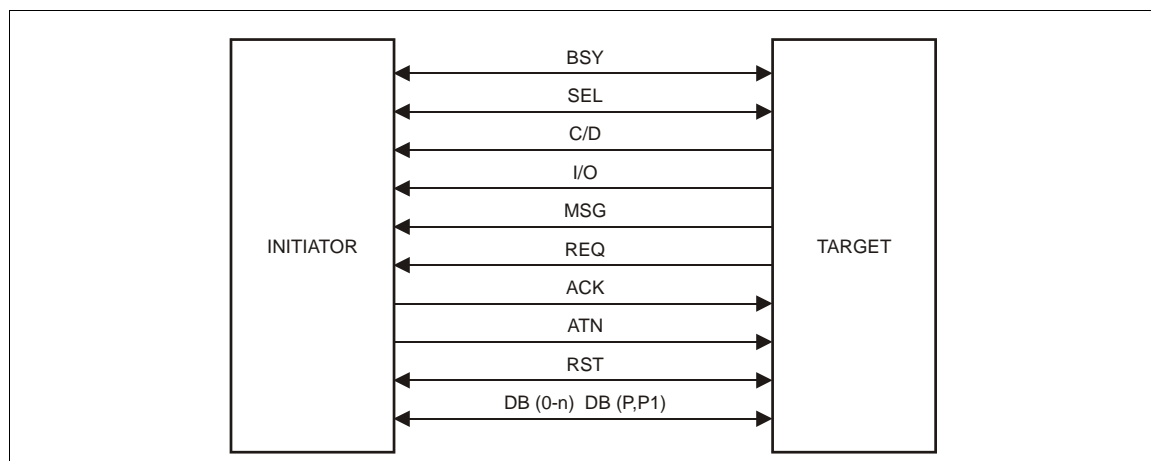 BSY
SEL
C/D
I/O
MSG
INITIATOR
TARGET
REQ
ACK
ATN
RST
DB (0-n) DB (P,P1)